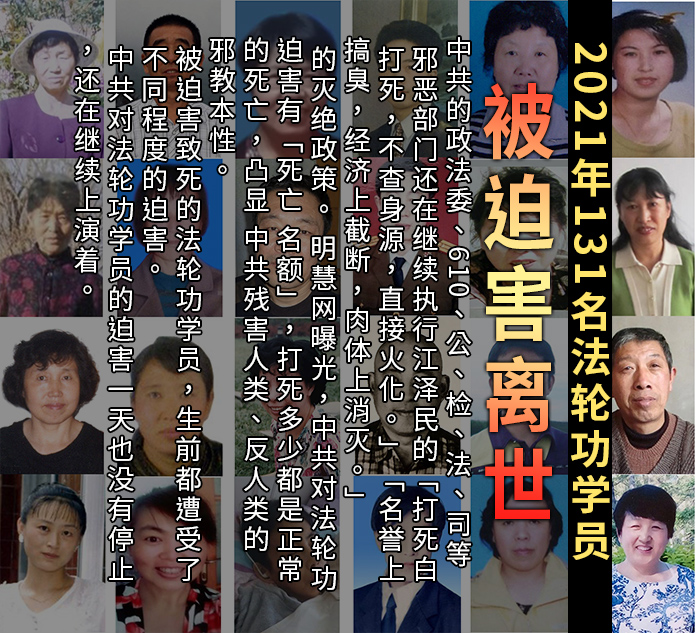 2021年131名法轮功学员
被迫害离世
中共的政法委、610、公、检、法、司等
邪恶部门还在继续执行江泽民的「打死白
打死，不查身源，直接火化。」「名誉上
搞臭，经济上截断，肉体上消灭。」
的灭绝政策。明慧网曝光，中共对法轮功
迫害有「死亡名额」，打死多少都是正常
的死亡，凸显中共残害人类、反人类的
邪教本性。
被迫害致死的法轮功学员，生前都遭受了
不同程度的迫害。
中共对法轮功学员的迫害一天也没有停止
，还在继续上演着。